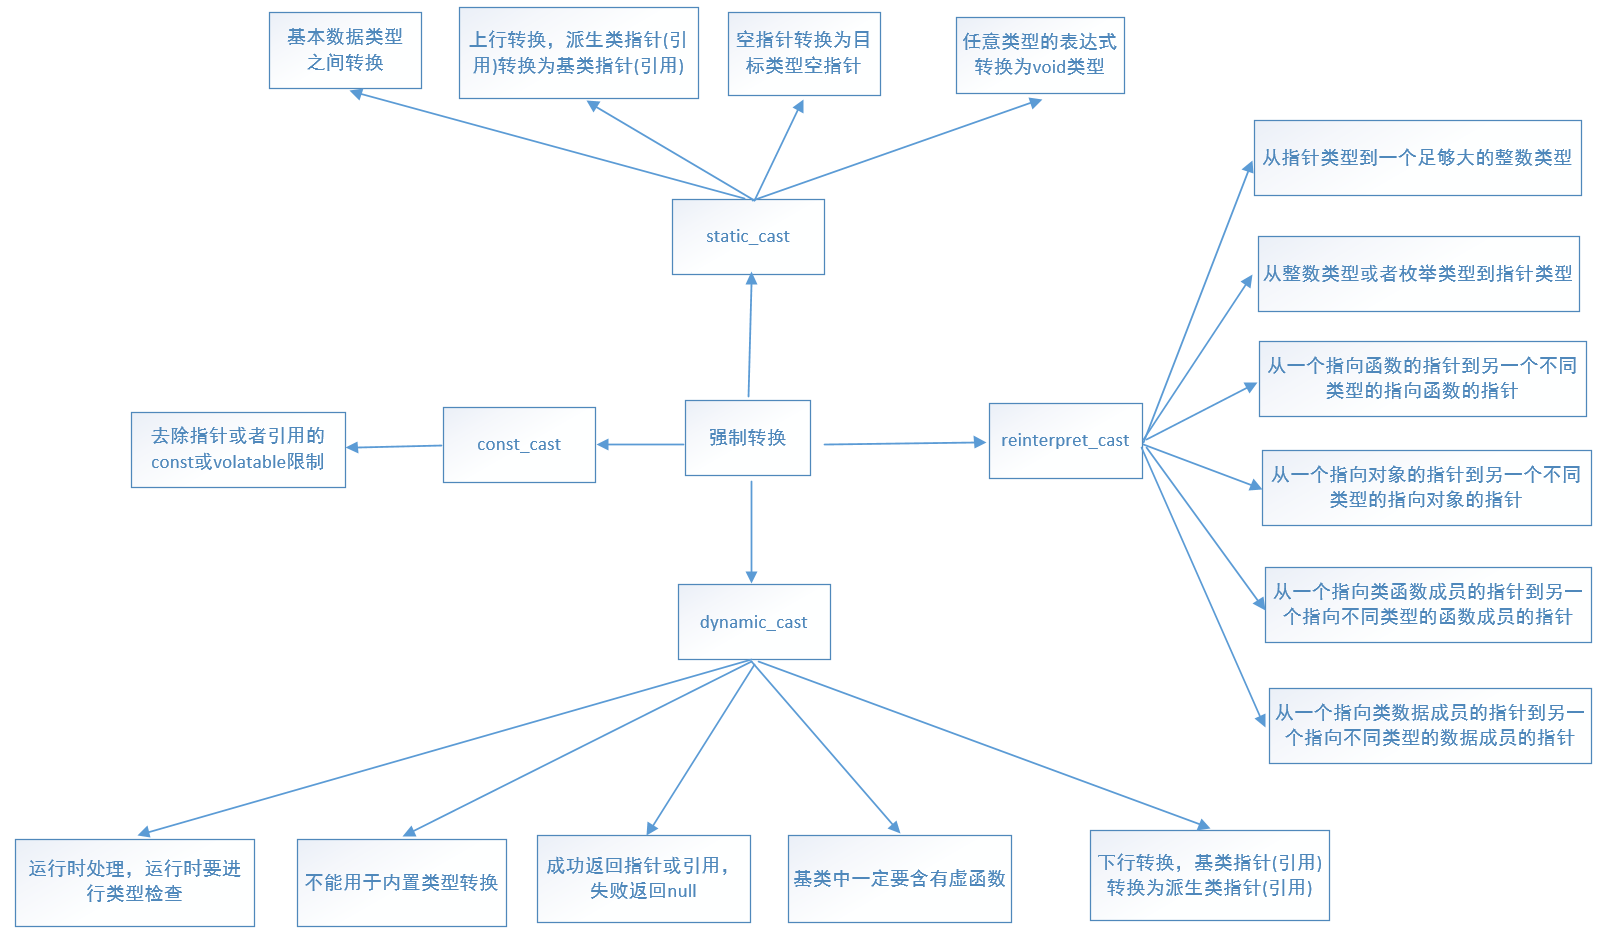 基本数据类型
之间转换
上行转换，派生类指针(引
用)转换为基类指针(引用)
空指针转换为目
标类型空指针
任意类型的表达式
转换为void类型
static_cast
强制转换
const_cast
去除指针或者引用的
const或volatable限制
reinterpret_cast
从指针类型到一个足够大的整数类型
从整数类型或者枚举类型到指针类型
从一个指向函数的指针到另一个不同
类型的指向函数的指针
从一个指向对象的指针到另一个不同
类型的指向对象的指针
从一个指向类函数成员的指针到另一
个指向不同类型的函数成员的指针
从一个指向类数据成员的指针到另一
个指向不同类型的数据成员的指针
dynamic_cast
运行时处理，运行时要进
行类型检查
不能用于内置类型转换
成功返回指针或引用，
失败返回null
基类中一定要含有虚函数
下行转换，基类指针(引用)
转换为派生类指针(引用)